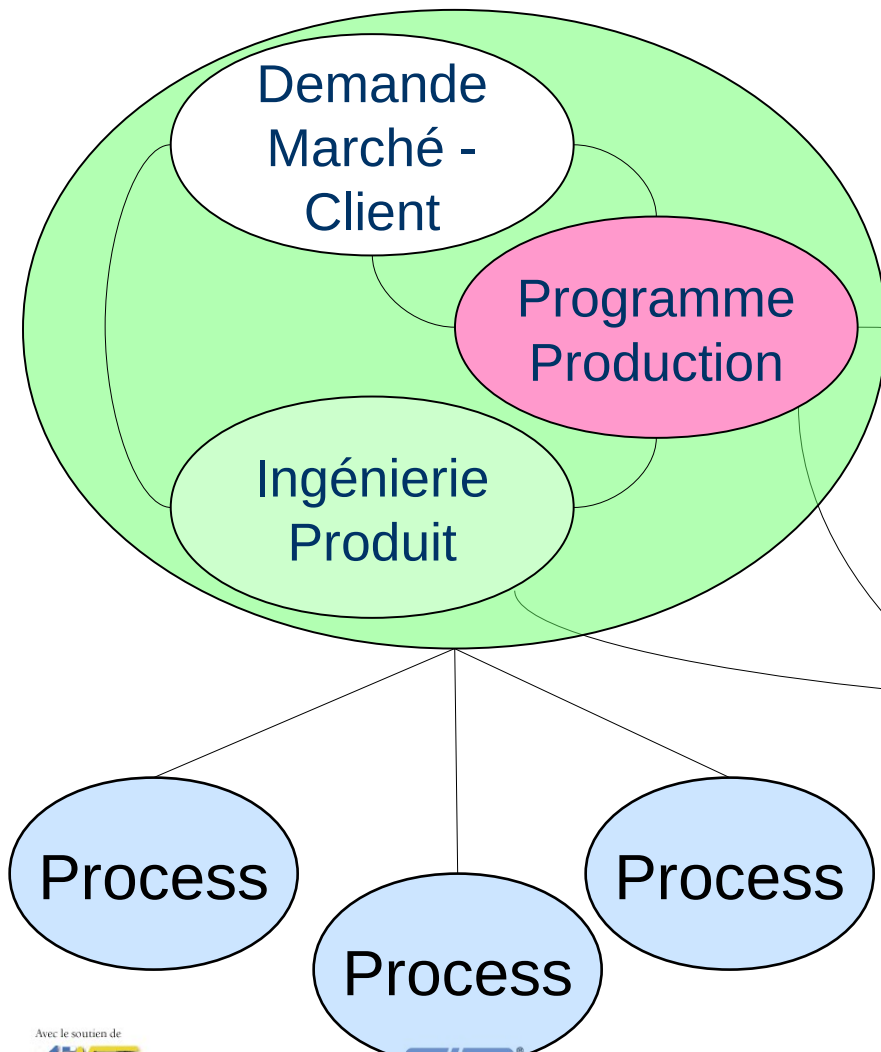 Demande
Marché -
Client
Programme
Production
Ingénierie
Produit
Process
Process
Process
Avec le soutien de